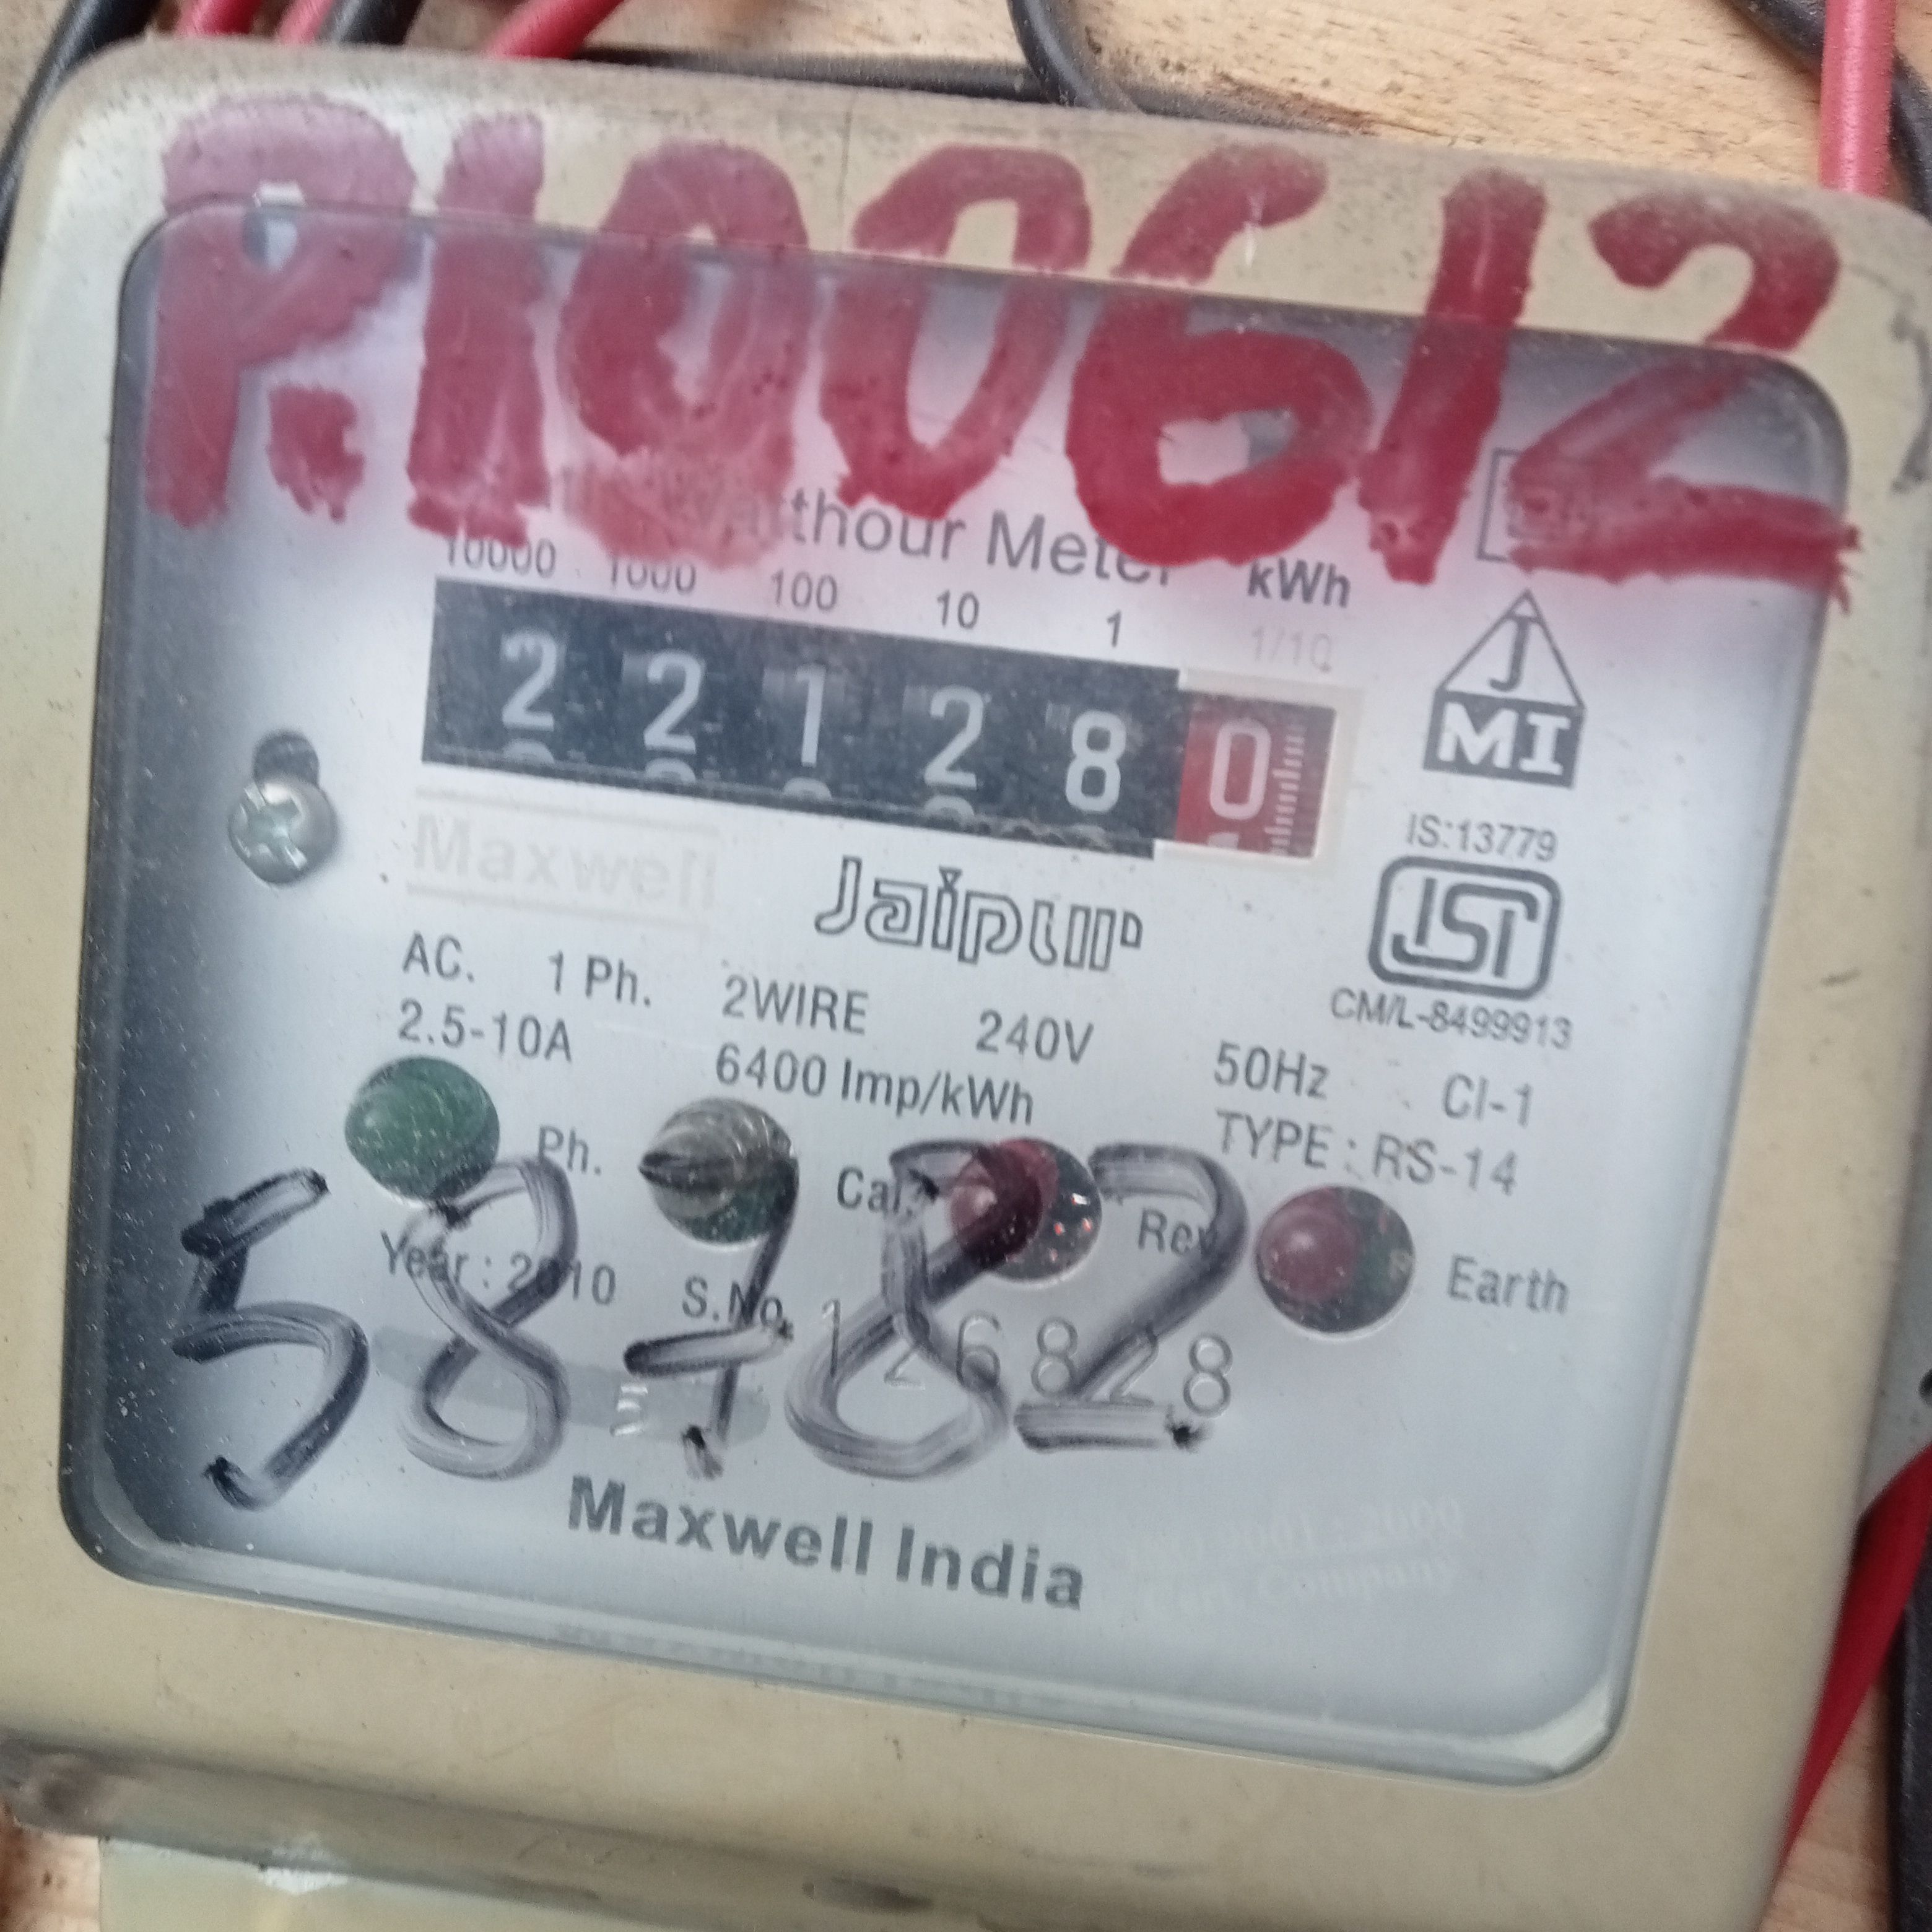 P.100612
Watthour Meter
10000 1000 100 10 1 kWh
1/10
2 2 1 2 8 0
J
MI
Maxwell
Jaipur
IS:13779
ISI
CM/L-8499913
AC. 1 Ph. 2WIRE 240V 50Hz Cl-1
2.5-10A 6400 Imp/kWh TYPE : RS-14
Ph. Cal. Rev Earth
58782
Year : 2010 S.No. 126828
Maxwell India